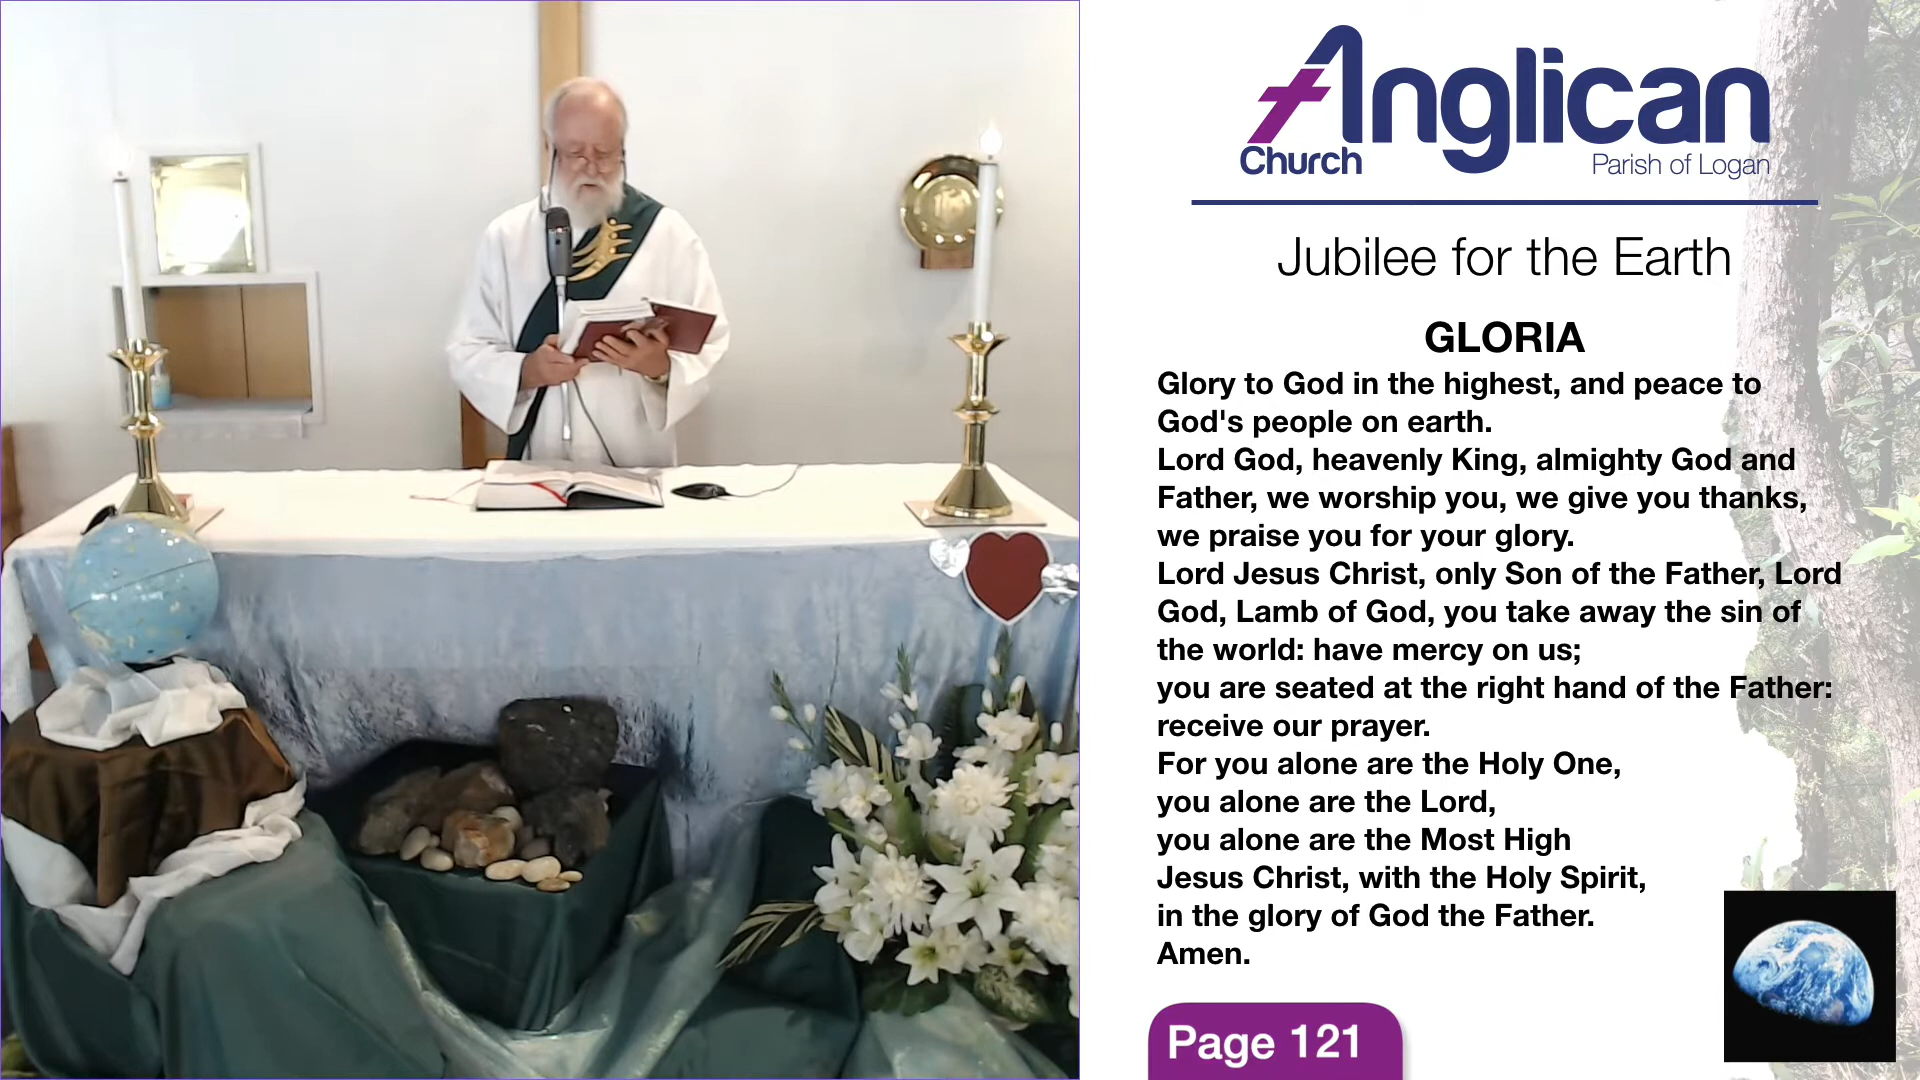 Anglican
Church
Parish of Logan
Jubilee for the Earth
GLORIA
Glory to God in the highest, and peace to
God's people on earth.
Lord God, heavenly King, almighty God and
Father, we worship you, we give you thanks,
we praise you for your glory.
Lord Jesus Christ, only Son of the Father, Lord
God, Lamb of God, you take away the sin of
the world: have mercy on us;
you are seated at the right hand of the Father:
receive our prayer.
For you alone are the Holy One,
you alone are the Lord,
you alone are the Most High
Jesus Christ, with the Holy Spirit,
in the glory of God the Father.
Amen.
Page 121